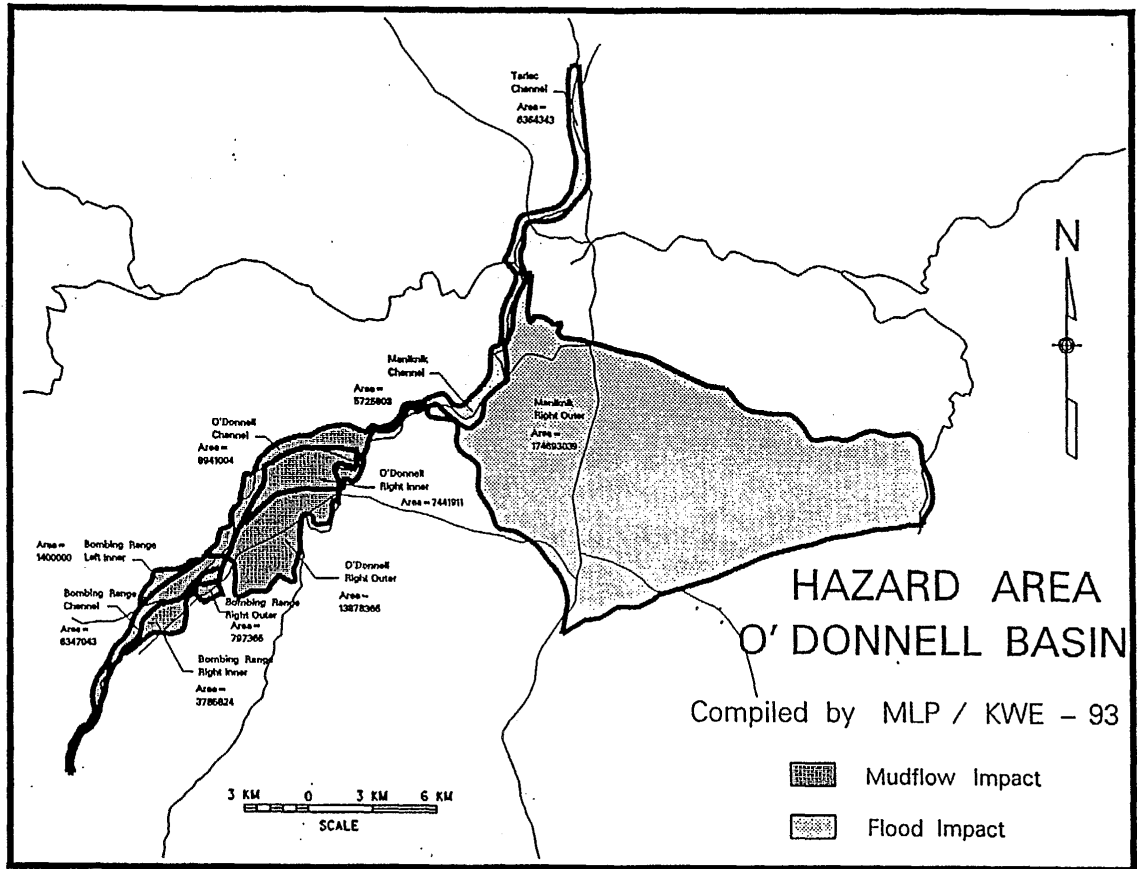 Tarlac
Channel
Area =
6364343
N
Maniknik
Channel
Area =
5725803
Maniknik
Right Outer
Area =
174693039
O'Donnell
Channel
Area =
8941004
O'Donnell
Right Inner
Area = 7441911
Area = 
1400000
Bombing Range
Left Inner
O'Donnell
Right Outer
Area =
13878366
Bombing Range
Channel
Area =
6347043
Bombing Range
Right Outer
Area =
797366
Bombing Range
Right Inner
Area =
3785824
HAZARD AREA
O'DONNELL BASIN
Compiled by MLP / KWE - 93
Mudflow Impact
Flood Impact
3 KM 0 3 KM 6 KM
SCALE